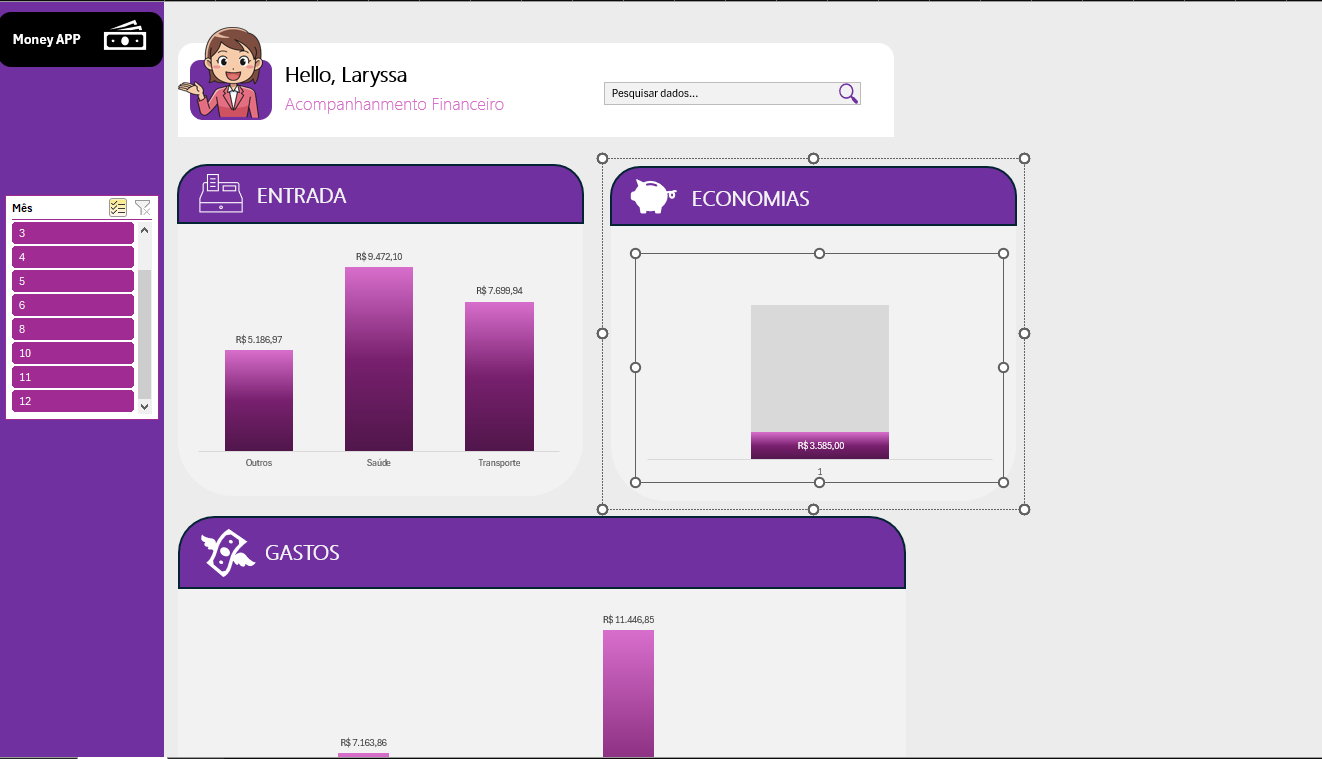 Money APP
Hello, Laryssa
Acompanhanmento Financeiro
Pesquisar dados...
Mês
3
4
5
6
8
10
11
12
ENTRADA
R$ 5.186,97
R$ 9.472,10
R$ 7.699,94
Outros
Saúde
Transporte
ECONOMIAS
R$ 3.585,00
1
GASTOS
R$ 11.446,85
R$ 7.163,86